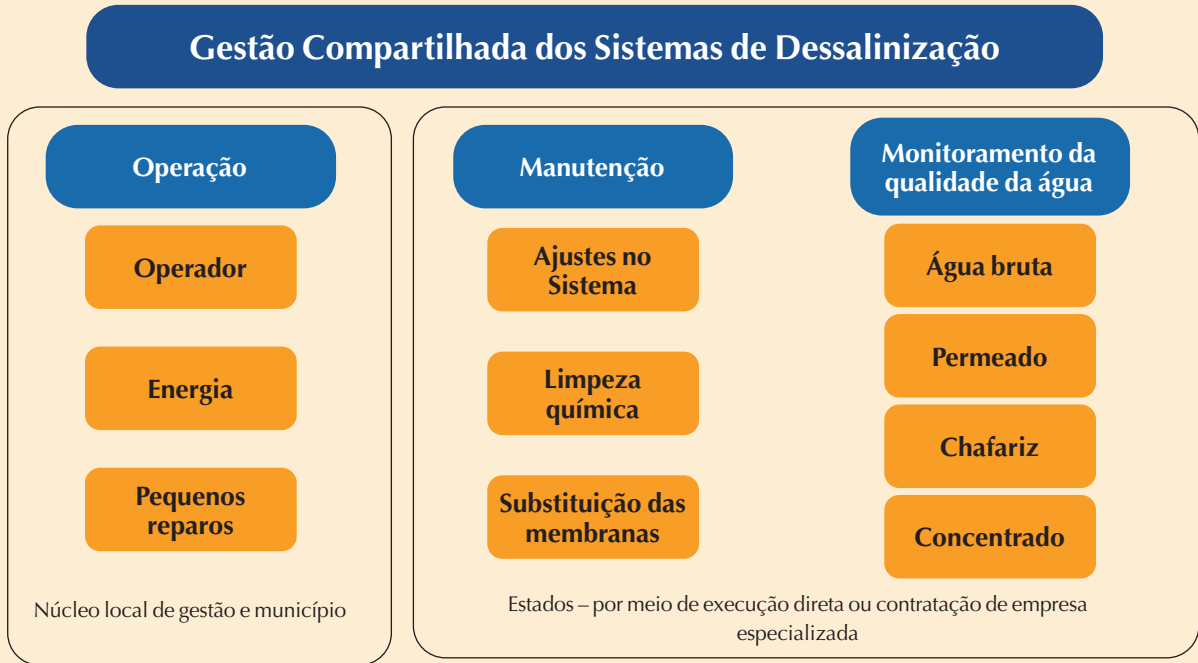 Gestão Compartilhada dos Sistemas de Dessalinização
Operação
Operador
Energia
Pequenos
reparos
Núcleo local de gestão e município
Manutenção
Ajustes no
Sistema
Limpeza
química
Substituição das
membranas
Monitoramento da
qualidade da água
Água bruta
Permeado
Chafariz
Concentrado
Estados – por meio de execução direta ou contratação de empresa
especializada